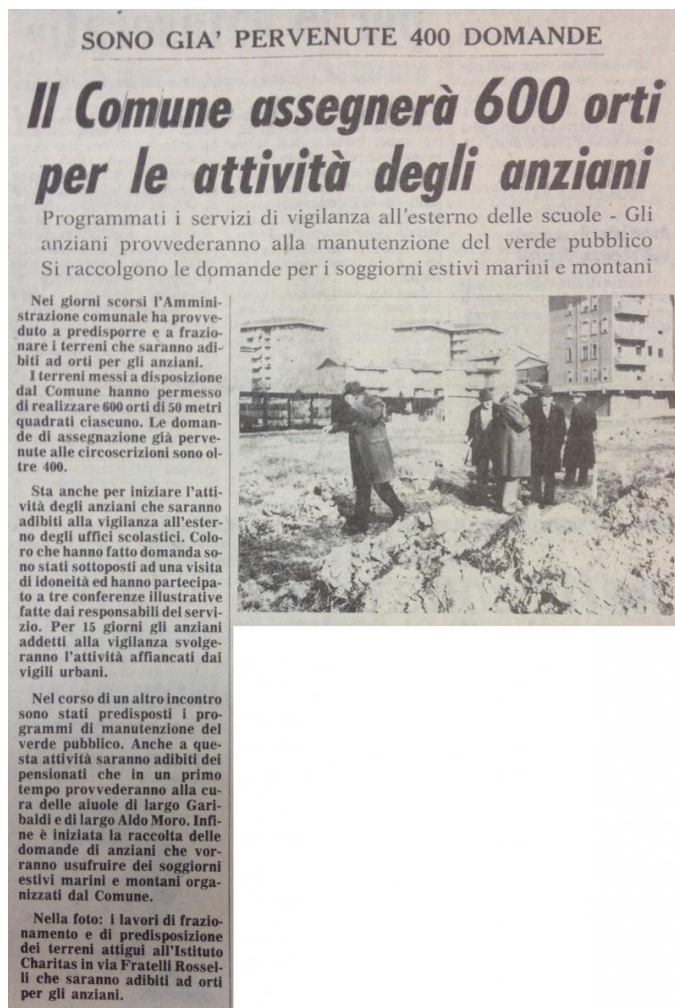 SONO GIA' PERVENUTE 400 DOMANDE
Il Comune assegnerà 600 orti
per le attività degli anziani
Programmati i servizi di vigilanza all'esterno delle scuole - Gli
anziani provvederanno alla manutenzione del verde pubblico
Si raccolgono le domande per i soggiorni estivi marini e montani
Nei giorni scorsi l'Ammini-
strazione comunale ha provve-
duto a predisporre e a frazio-
nare i terreni che saranno adi-
biti ad orti per gli anziani.
I terreni messi a disposizione
dal Comune hanno permesso
di realizzare 600 orti di 50 metri
quadrati ciascuno. Le doman-
de di assegnazione già perve-
nute alle circoscrizioni sono ol-
tre 400.
Sta anche per iniziare l'atti-
vità degli anziani che saranno
adibiti alla vigilanza all'ester-
no degli uffici scolastici. Colo-
ro che hanno fatto domanda so-
no stati sottoposti ad una visita
di idoneità ed hanno partecipa-
to a tre conferenze illustrative
fatte dai responsabili del servi-
zio. Per 15 giorni gli anziani
addetti alla vigilanza svolge-
ranno l'attività affiancati dai
vigili urbani.
Nel corso di un altro incontro
sono stati predisposti i pro-
grammi di manutenzione del
verde pubblico. Anche a que-
sta attività saranno adibiti dei
pensionati che in un primo
tempo provvederanno alla cu-
ra delle aiuole di largo Gari-
baldi e di largo Aldo Moro. Infi-
ne è iniziata la raccolta delle
domande di anziani che vor-
ranno usufruire dei soggiorni
estivi marini e montani orga-
nizzati dal Comune.
Nella foto: i lavori di frazio-
namento e di predisposizione
dei terreni attigui all'Istituto
Charitas in via Fratelli Rossel-
li che saranno adibiti ad orti
per gli anziani.